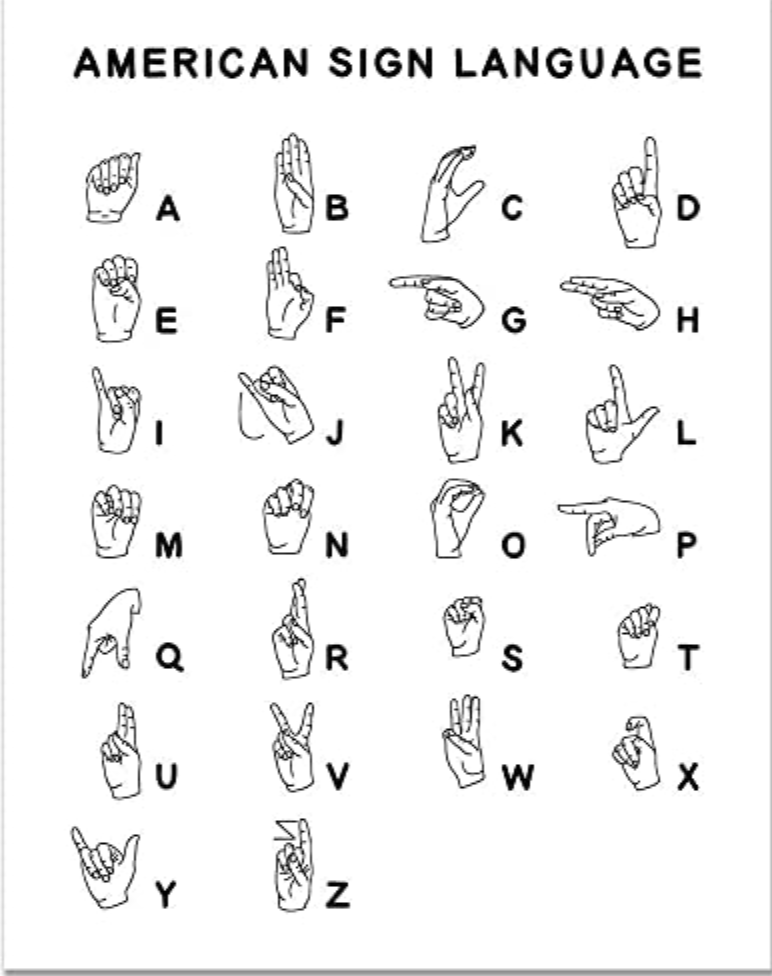 AMERICAN SIGN LANGUAGE
A B C D
E F G H
I J K L
M N O P
Q R S T
U V W X
Y Z